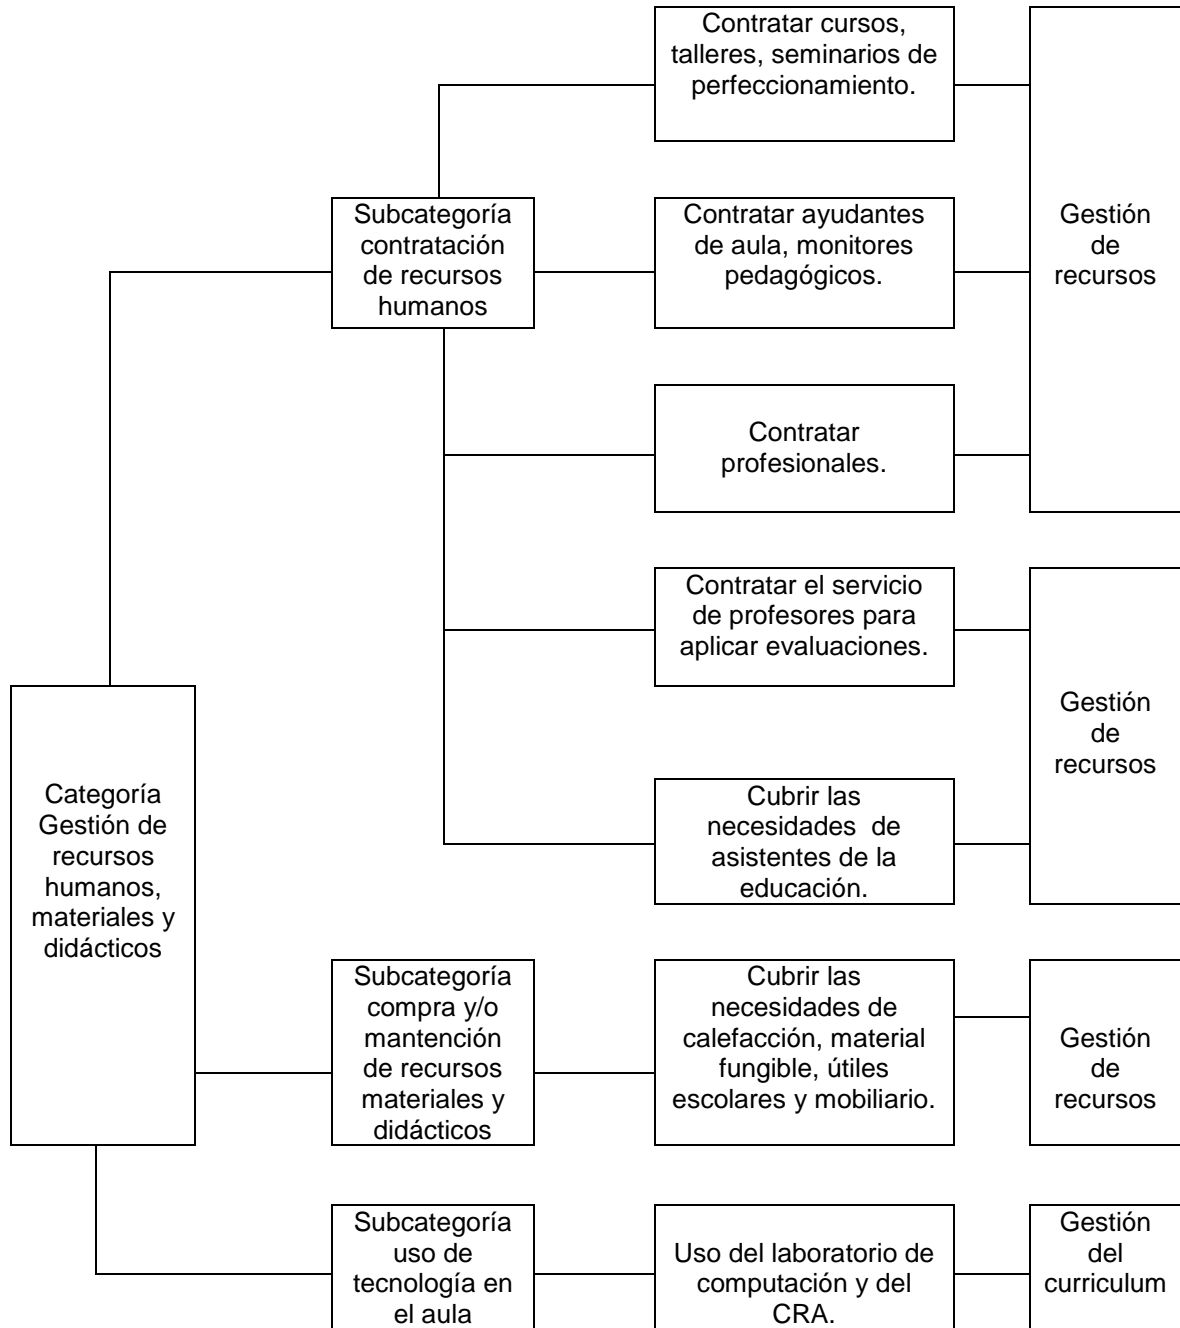 Contratar cursos,
talleres, seminarios de
perfeccionamiento.
Subcategoría
contratación
de recursos
humanos
Contratar ayudantes
de aula, monitores
pedagógicos.
Gestión
de
recursos
Contratar
profesionales.
Contratar el servicio
de profesores para
aplicar evaluaciones.
Gestión
de
recursos
Categoría
Gestión de
recursos
humanos,
materiales y
didácticos
Cubrir las
necesidades de
asistentes de la
educación.
Subcategoría
compra y/o
mantención
de recursos
materiales y
didácticos
Cubrir las
necesidades de
calefacción, material
fungible, útiles
escolares y mobiliario.
Gestión
de
recursos
Subcategoría
uso de
tecnología en
el aula
Uso del laboratorio de
computación y del
CRA.
Gestión
del
curriculum